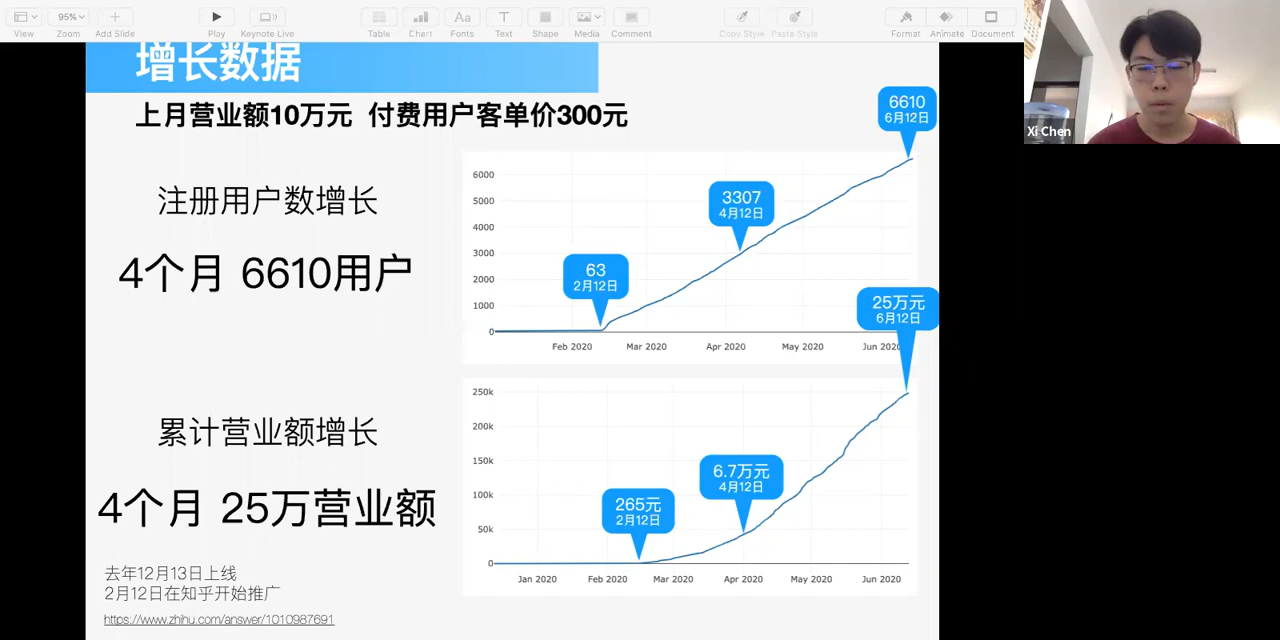 View
95%
Zoom
Add Slide
Play
Keynote Live
Table
Chart
Fonts
Text
Shape
Media
Comment
Copy Style
Paste Style
Format
Animate
Document
Xi Chen
增长数据
上月营业额10万元 付费用户客单价300元
注册用户数增长
4个月 6610用户
6000
5000
4000
3000
2000
1000
0
Feb 2020
Mar 2020
Apr 2020
May 2020
Jun 2020
63
2月12日
3307
4月12日
6610
6月12日
累计营业额增长
4个月 25万营业额
250k
200k
150k
100k
50k
0
Jan 2020
Feb 2020
Mar 2020
Apr 2020
May 2020
Jun 2020
265元
2月12日
6.7万元
4月12日
25万元
6月12日
去年12月13日上线
2月12日在知乎开始推广
https://www.zhihu.com/answer/1010987691